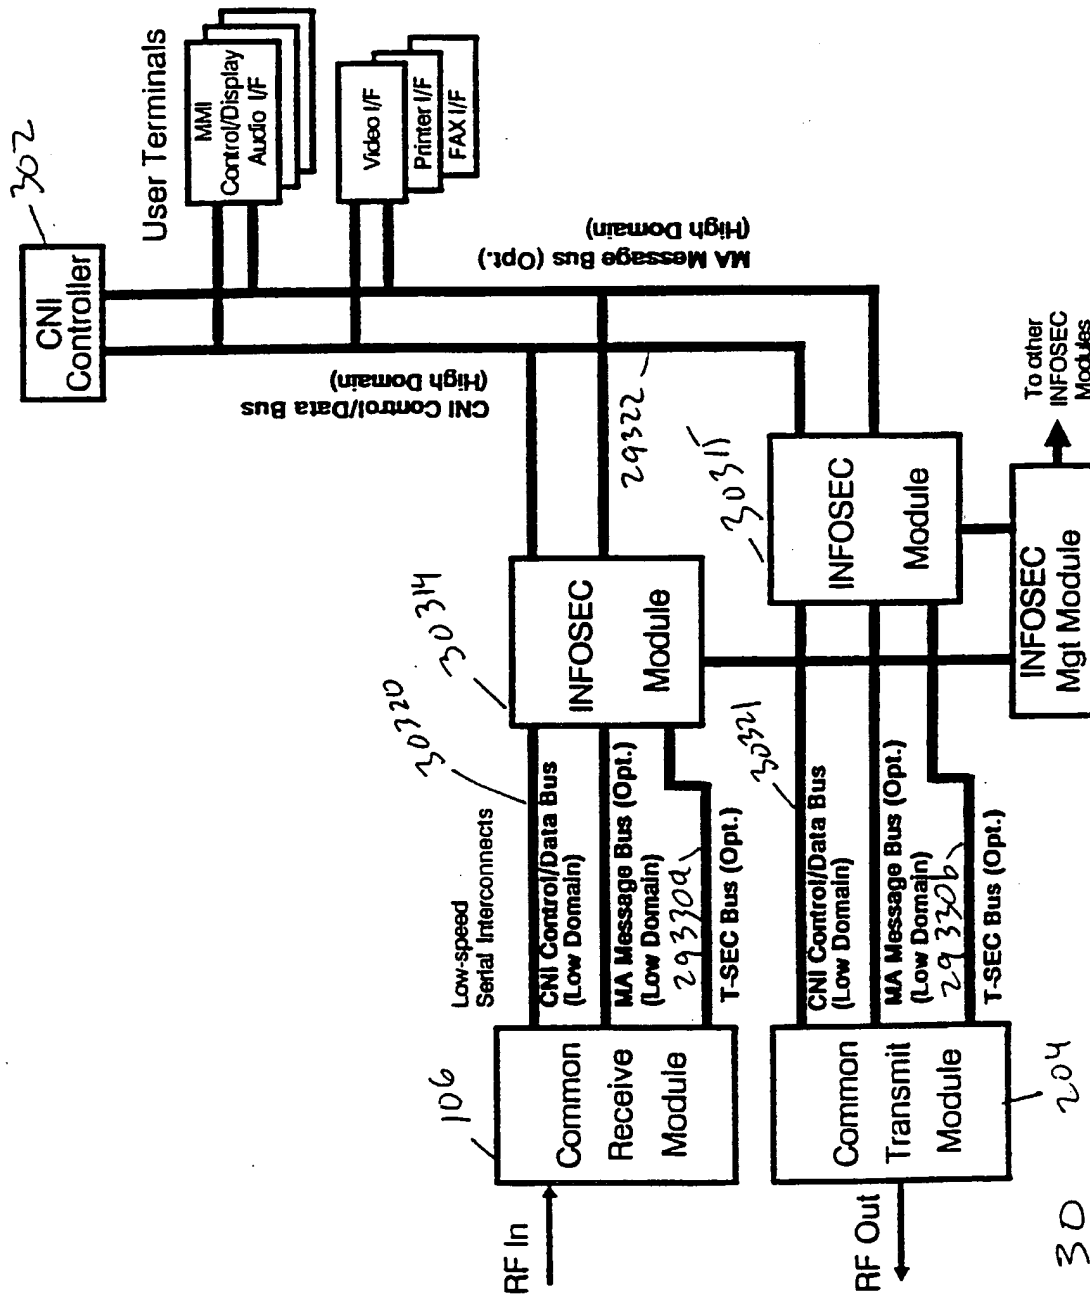 RF In
106
Common
Receive
Module
Low-speed
Serial Interconnects
CNI Control/Data Bus
(Low Domain)
MA Message Bus (Opt.)
(Low Domain)
T-SEC Bus (Opt.)
30320
29330a
30314
INFOSEC
Module
RF Out
Common
Transmit
Module
204
CNI Control/Data Bus
(Low Domain)
MA Message Bus (Opt.)
(Low Domain)
T-SEC Bus (Opt.)
30321
29330b
30315
INFOSEC
Module
INFOSEC
Mgt Module
To other
INFOSEC
Modules
29322
CNI Control/Data Bus
(High Domain)
MA Message Bus (Opt.)
(High Domain)
CNI
Controller
302
User Terminals
MMI
Control/Display
Audio I/F
Video I/F
Printer I/F
FAX I/F
30